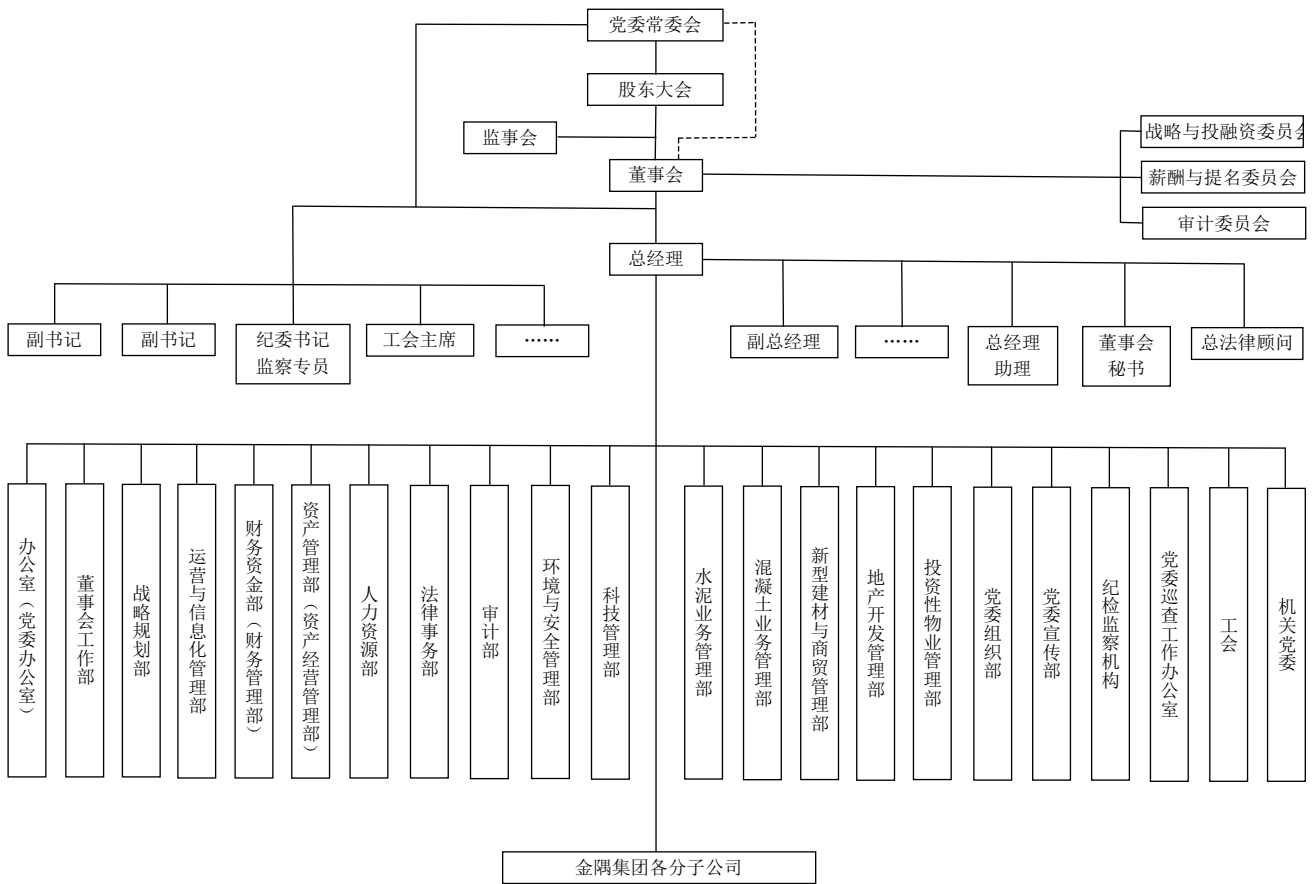 党委常委会
股东大会
监事会
董事会
战略与投融资委员会
薪酬与提名委员会
审计委员会
总经理
副书记
副书记
纪委书记
监察专员
工会主席
……
副总经理
……
总经理
助理
董事会
秘书
总法律顾问
办公室（党委办公室）
董事会工作部
战略规划部
运营与信息化管理部
财务资金部（财务管理部）
资产管理部（资产经营管理部）
人力资源部
法律事务部
审计部
环境与安全管理部
科技管理部
水泥业务管理部
混凝土业务管理部
新型建材与商贸管理部
地产开发管理部
投资性物业管理部
党委组织部
党委宣传部
纪检监察机构
党委巡查工作办公室
工会
机关党委
金隅集团各分子公司